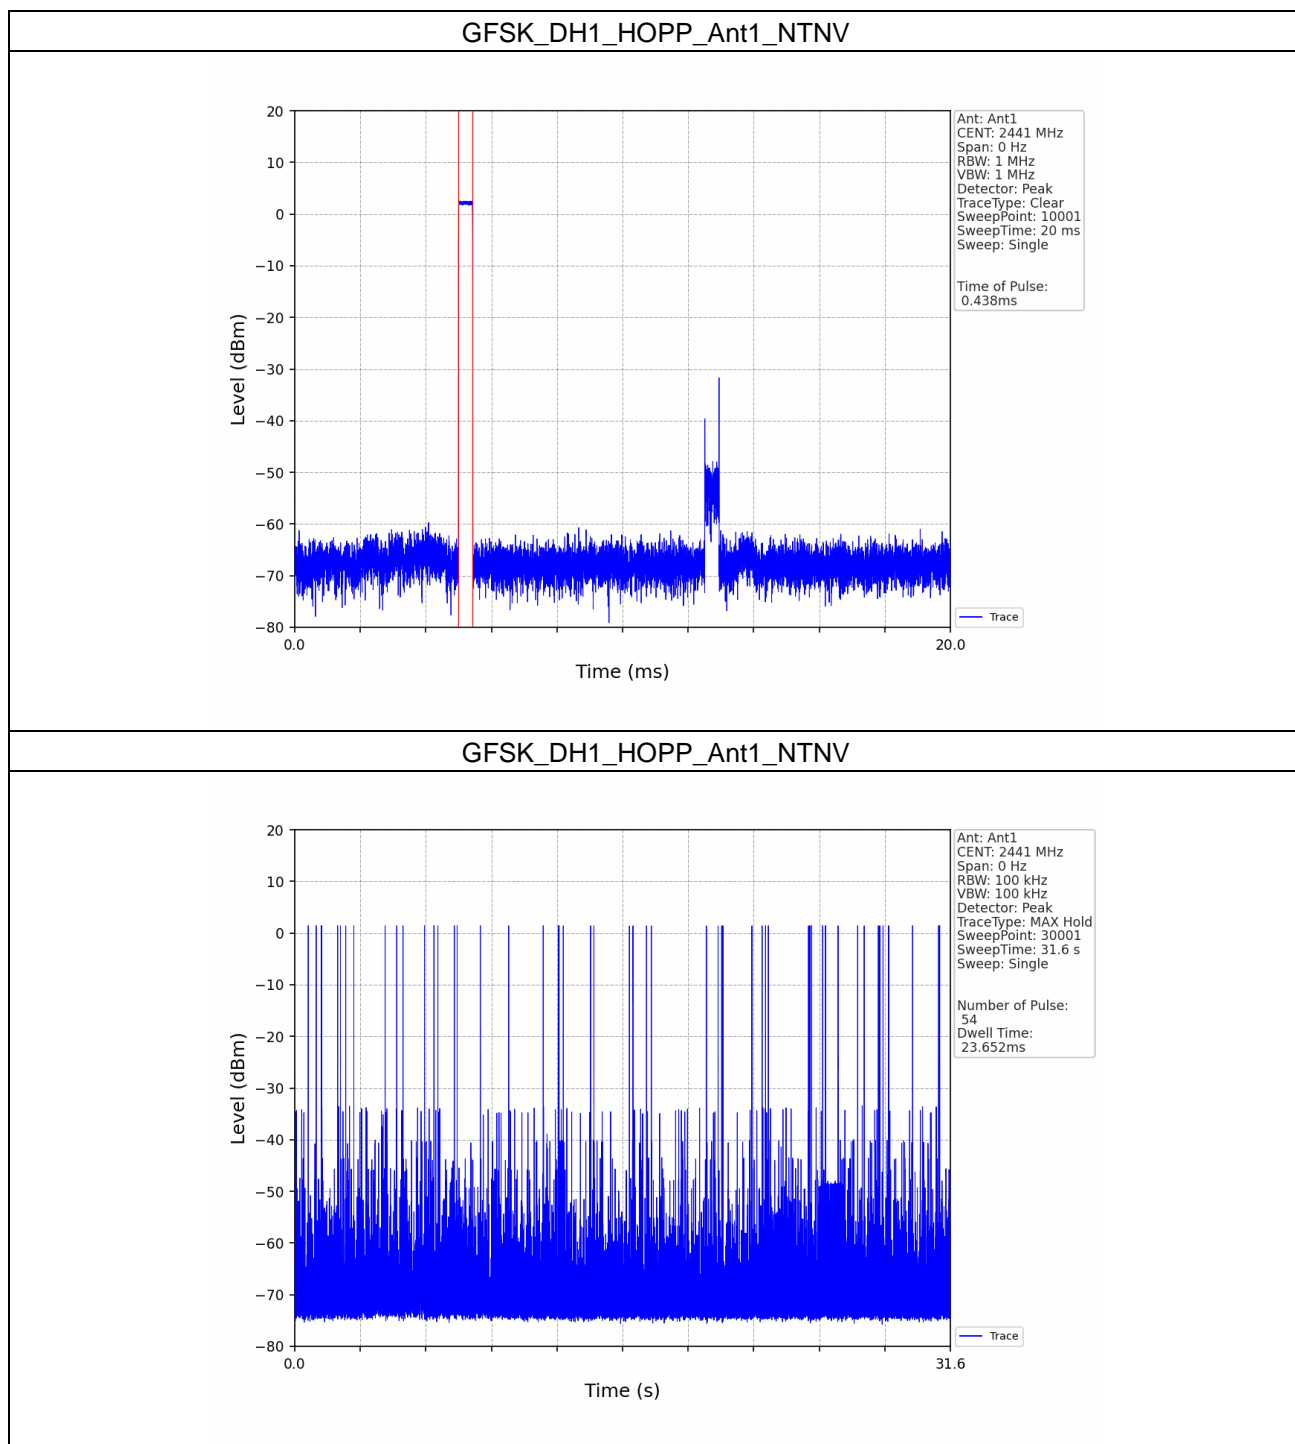 GFSK_DH1_HOPP_Ant1_NTNV
20
10
0
−10
−20
−30
−40
−50
−60
−70
−80
Level (dBm)
0.0
20.0
Time (ms)
Ant: Ant1
CENT: 2441 MHz
Span: 0 Hz
RBW: 1 MHz
VBW: 1 MHz
Detector: Peak
TraceType: Clear
SweepPoint: 10001
SweepTime: 20 ms
Sweep: Single
Time of Pulse:
0.438ms
Trace
GFSK_DH1_HOPP_Ant1_NTNV
20
10
0
−10
−20
−30
−40
−50
−60
−70
−80
Level (dBm)
0.0
31.6
Time (s)
Ant: Ant1
CENT: 2441 MHz
Span: 0 Hz
RBW: 100 kHz
VBW: 100 kHz
Detector: Peak
TraceType: MAX Hold
SweepPoint: 30001
SweepTime: 31.6 s
Sweep: Single
Number of Pulse:
54
Dwell Time:
23.652ms
Trace